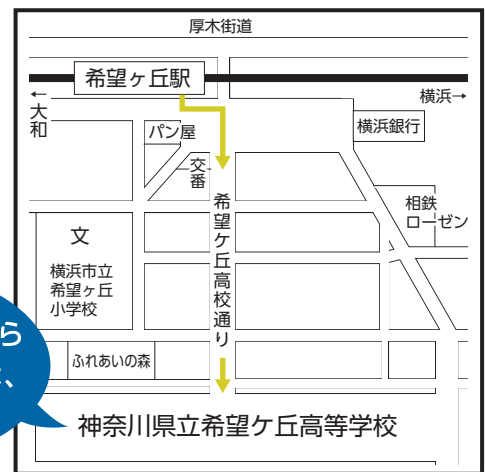 厚木街道
希望ヶ丘駅
←大和
横浜→
パン屋
横浜銀行
交番
相鉄
ローゼン
希望ケ丘高校通り
文
横浜市立
希望ヶ丘
小学校
ふれあいの森
ら
、
神奈川県立希望ケ丘高等学校